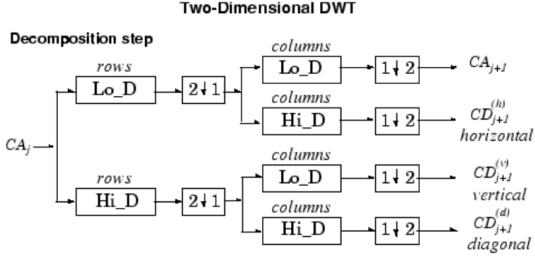 Two-Dimensional DWT
Decomposition step
rows
Lo_D
2↓1
columns
Lo_D
1↓2
CA_{j+1}
columns
Hi_D
1↓2
CD_{j+1}^{(h)}
horizontal
CA_j
rows
Hi_D
2↓1
columns
Lo_D
1↓2
CD_{j+1}^{(v)}
vertical
columns
Hi_D
1↓2
CD_{j+1}^{(d)}
diagonal